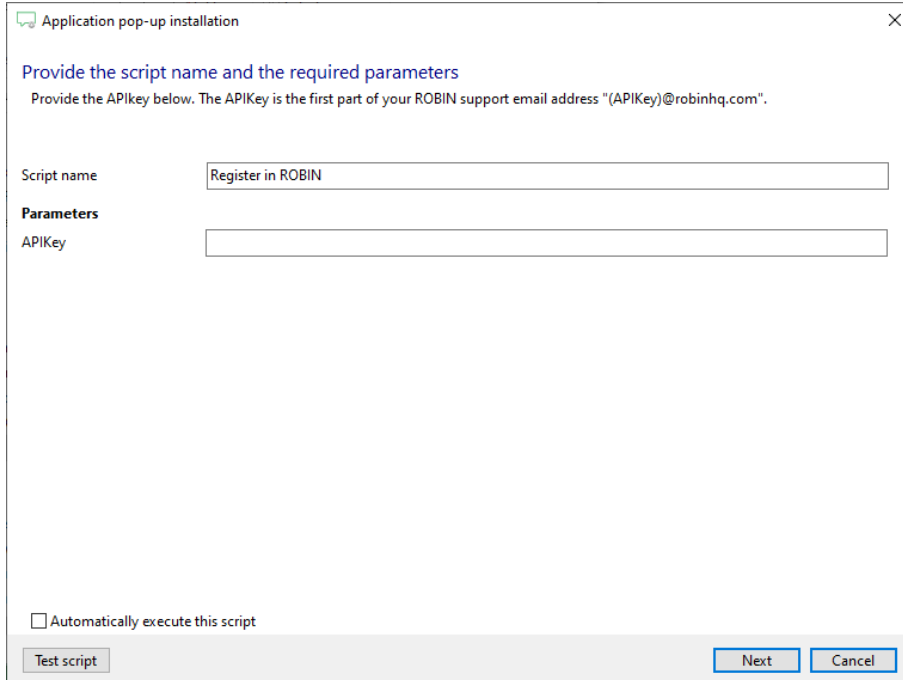 Application pop-up installation
Provide the script name and the required parameters
Provide the APIkey below. The APIKey is the first part of your ROBIN support email address "(APIKey)@robinhq.com".
Script name Register in ROBIN
Parameters
APIKey
Automatically execute this script
Test script Next Cancel